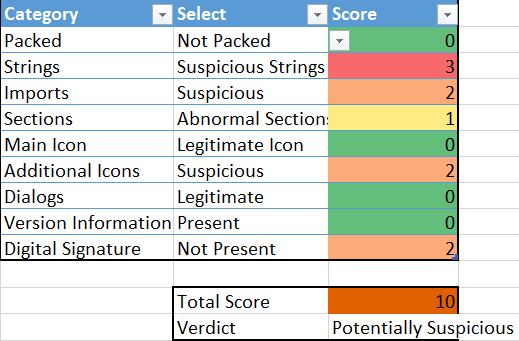 Category Select Score
Packed Not Packed 0
Strings Suspicious Strings 3
Imports Suspicious 2
Sections Abnormal Sections 1
Main Icon Legitimate Icon 0
Additional Icons Suspicious 2
Dialogs Legitimate 0
Version Information Present 0
Digital Signature Not Present 2
Total Score 10
Verdict Potentially Suspicious